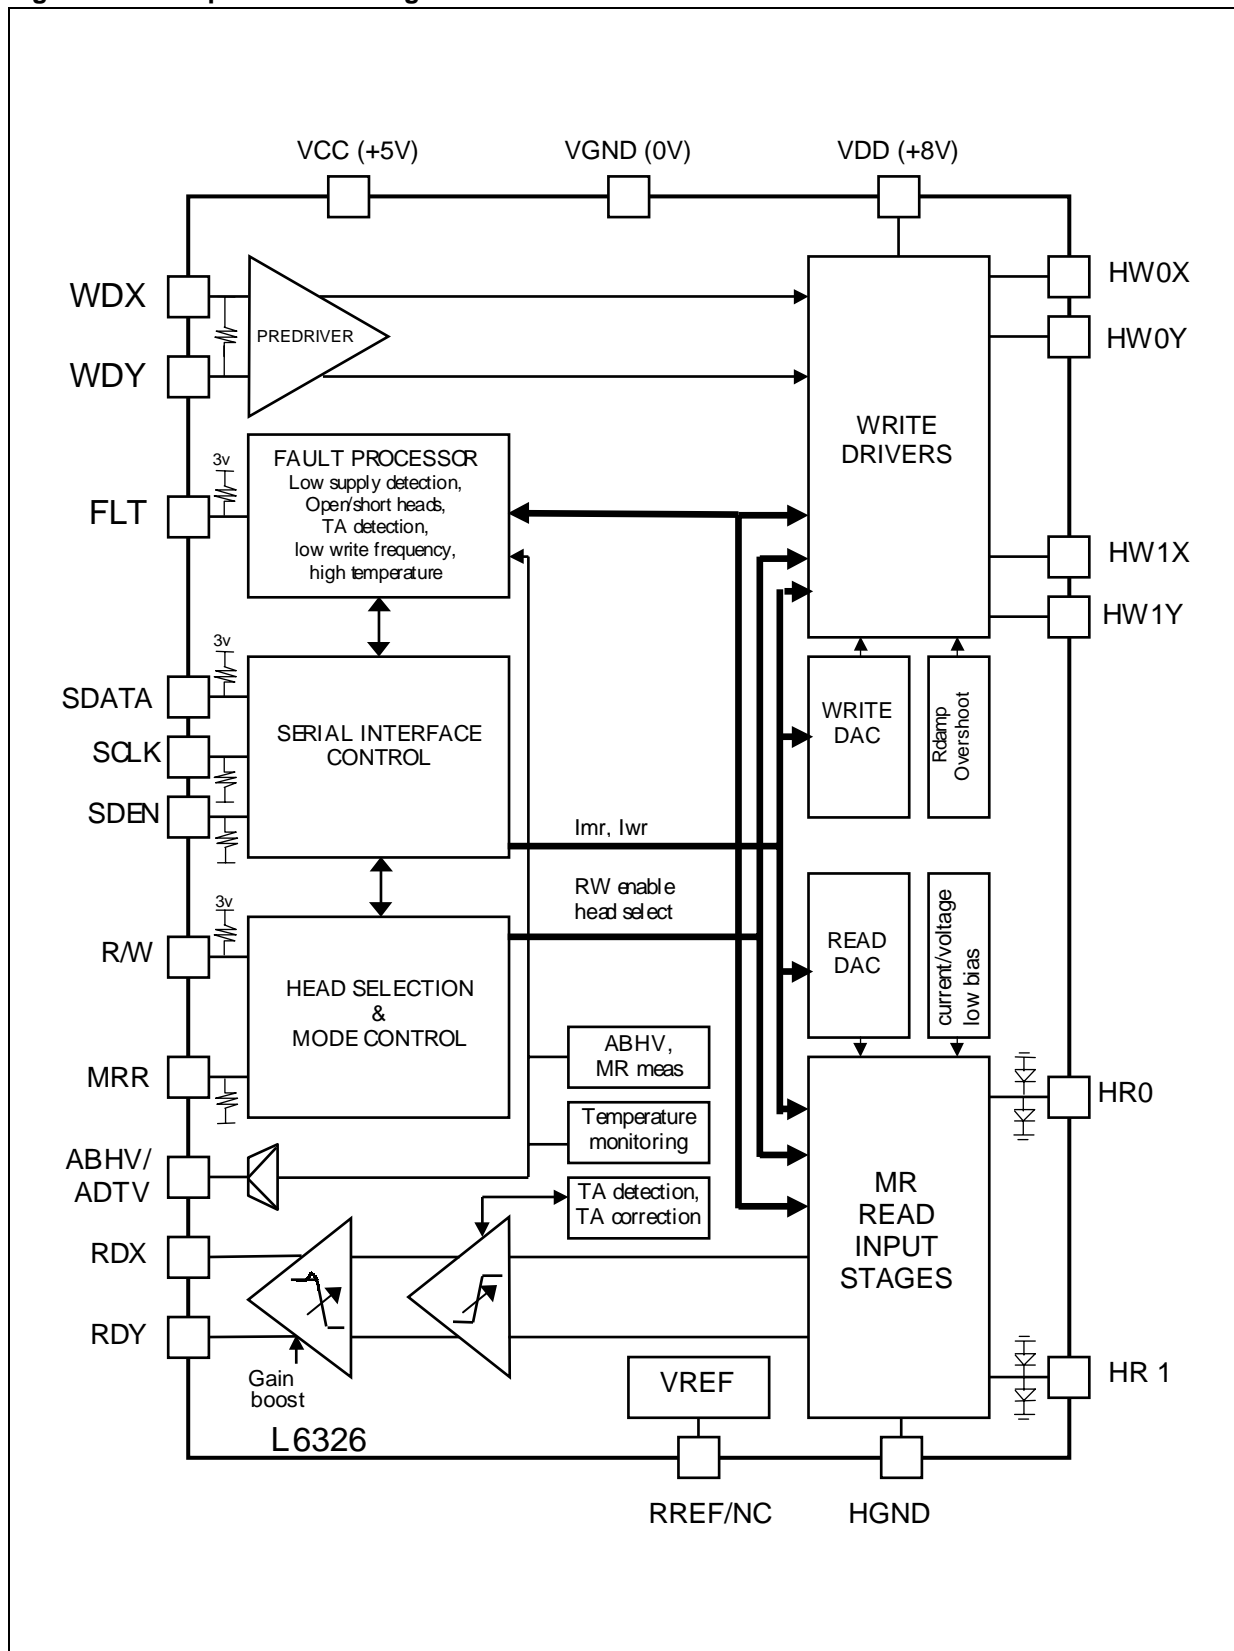 VCC (+5V)
VGND (0V)
VDD (+8V)
WDX
WDY
PREDRIVER
WRITE
DRIVERS
HW0X
HW0Y
HW1X
HW1Y
FLT
3v
FAULT PROCESSOR
Low supply detection,
Open/short heads,
TA detection,
low write frequency,
high temperature
SDATA
SCLK
SDEN
3v
SERIAL INTERFACE
CONTROL
WRITE
DAC
Rdamp
Overshoot
Imr, Iwr
RW enable
head select
R/W
MRR
3v
HEAD SELECTION
&
MODE CONTROL
READ
DAC
current/voltage
low bias
ABHV,
MR meas
Temperature
monitoring
TA detection,
TA correction
ABHV/
ADTV
RDX
RDY
Gain
boost
MR
READ
INPUT
STAGES
HR0
HR 1
VREF
L6326
RREF/NC
HGND